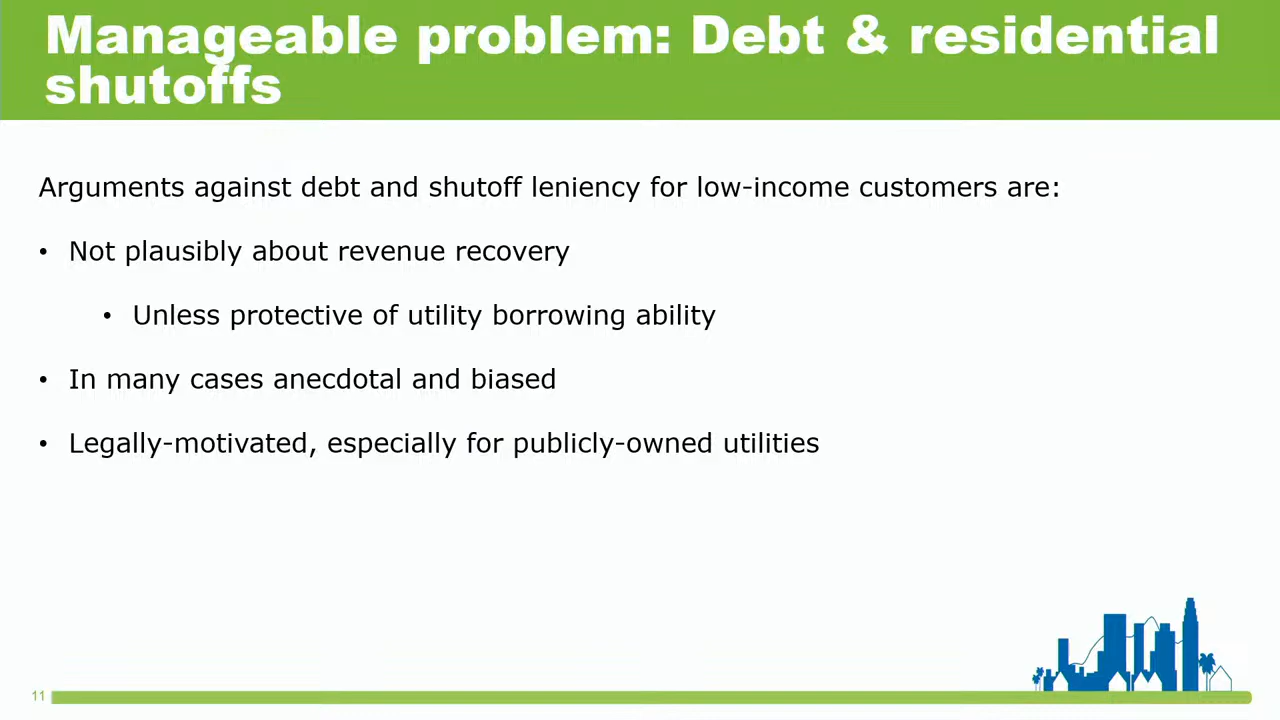 Manageable problem: Debt & residential
shutoffs
Arguments against debt and shutoff leniency for low-income customers are:
• Not plausibly about revenue recovery
• Unless protective of utility borrowing ability
• In many cases anecdotal and biased
• Legally-motivated, especially for publicly-owned utilities
11